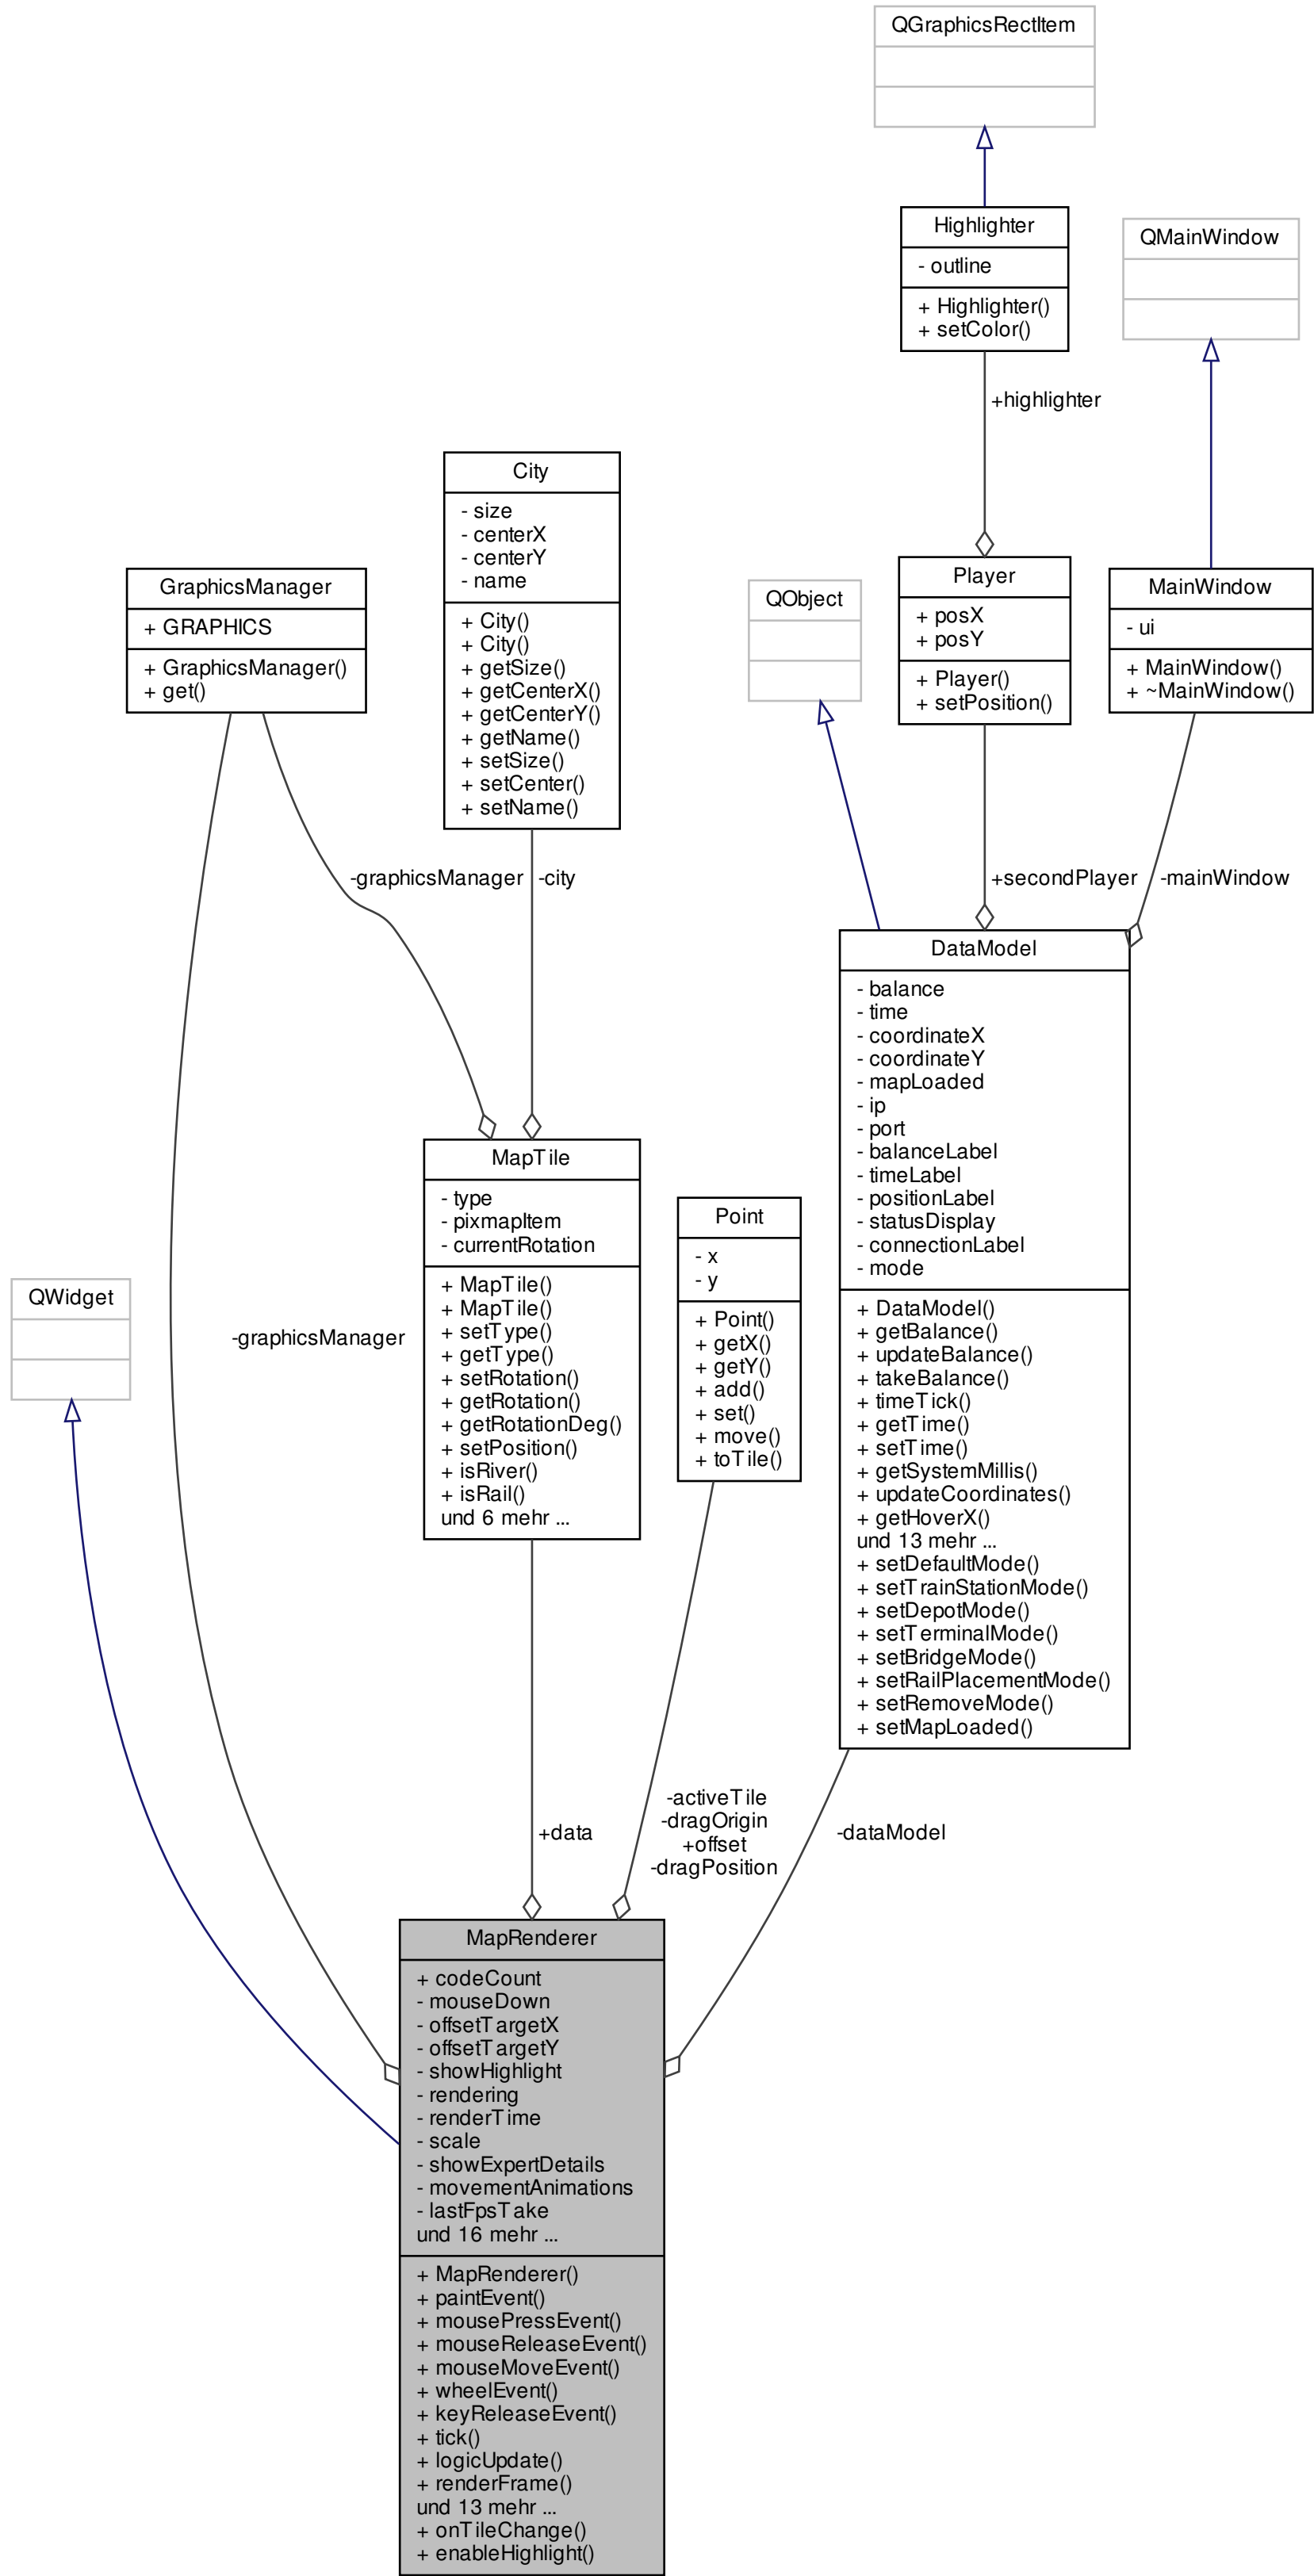 QGraphicsRectItem
Highlighter
- outline
+ Highlighter()
+ setColor()
QMainWindow
+highlighter
City
- size
- centerX
- centerY
- name
+ City()
+ City()
+ getSize()
+ getCenterX()
+ getCenterY()
+ getName()
+ setSize()
+ setCenter()
+ setName()
GraphicsManager
+ GRAPHICS
+ GraphicsManager()
+ get()
QObject
Player
+ posX
+ posY
+ Player()
+ setPosition()
MainWindow
- ui
+ MainWindow()
+ ~MainWindow()
-graphicsManager
-city
+secondPlayer
-mainWindow
DataModel
- balance
- time
- coordinateX
- coordinateY
- mapLoaded
- ip
- port
- balanceLabel
- timeLabel
- positionLabel
- statusDisplay
- connectionLabel
- mode
+ DataModel()
+ getBalance()
+ updateBalance()
+ takeBalance()
+ timeTick()
+ getTime()
+ setTime()
+ getSystemMillis()
+ updateCoordinates()
+ getHoverX()
und 13 mehr ...
+ setDefaultMode()
+ setTrainStationMode()
+ setDepotMode()
+ setTerminalMode()
+ setBridgeMode()
+ setRailPlacementMode()
+ setRemoveMode()
+ setMapLoaded()
MapTile
- type
- pixmapItem
- currentRotation
+ MapTile()
+ MapTile()
+ setType()
+ getType()
+ setRotation()
+ getRotation()
+ getRotationDeg()
+ setPosition()
+ isRiver()
+ isRail()
und 6 mehr ...
Point
- x
- y
+ Point()
+ getX()
+ getY()
+ add()
+ set()
+ move()
+ toTile()
QWidget
-graphicsManager
+data
-activeTile
-dragOrigin
+offset
-dragPosition
-dataModel
MapRenderer
+ codeCount
- mouseDown
- offsetTargetX
- offsetTargetY
- showHighlight
- rendering
- renderTime
- scale
- showExpertDetails
- movementAnimations
- lastFpsTake
und 16 mehr ...
+ MapRenderer()
+ paintEvent()
+ mousePressEvent()
+ mouseReleaseEvent()
+ mouseMoveEvent()
+ wheelEvent()
+ keyReleaseEvent()
+ tick()
+ logicUpdate()
+ renderFrame()
und 13 mehr ...
+ onTileChange()
+ enableHighlight()